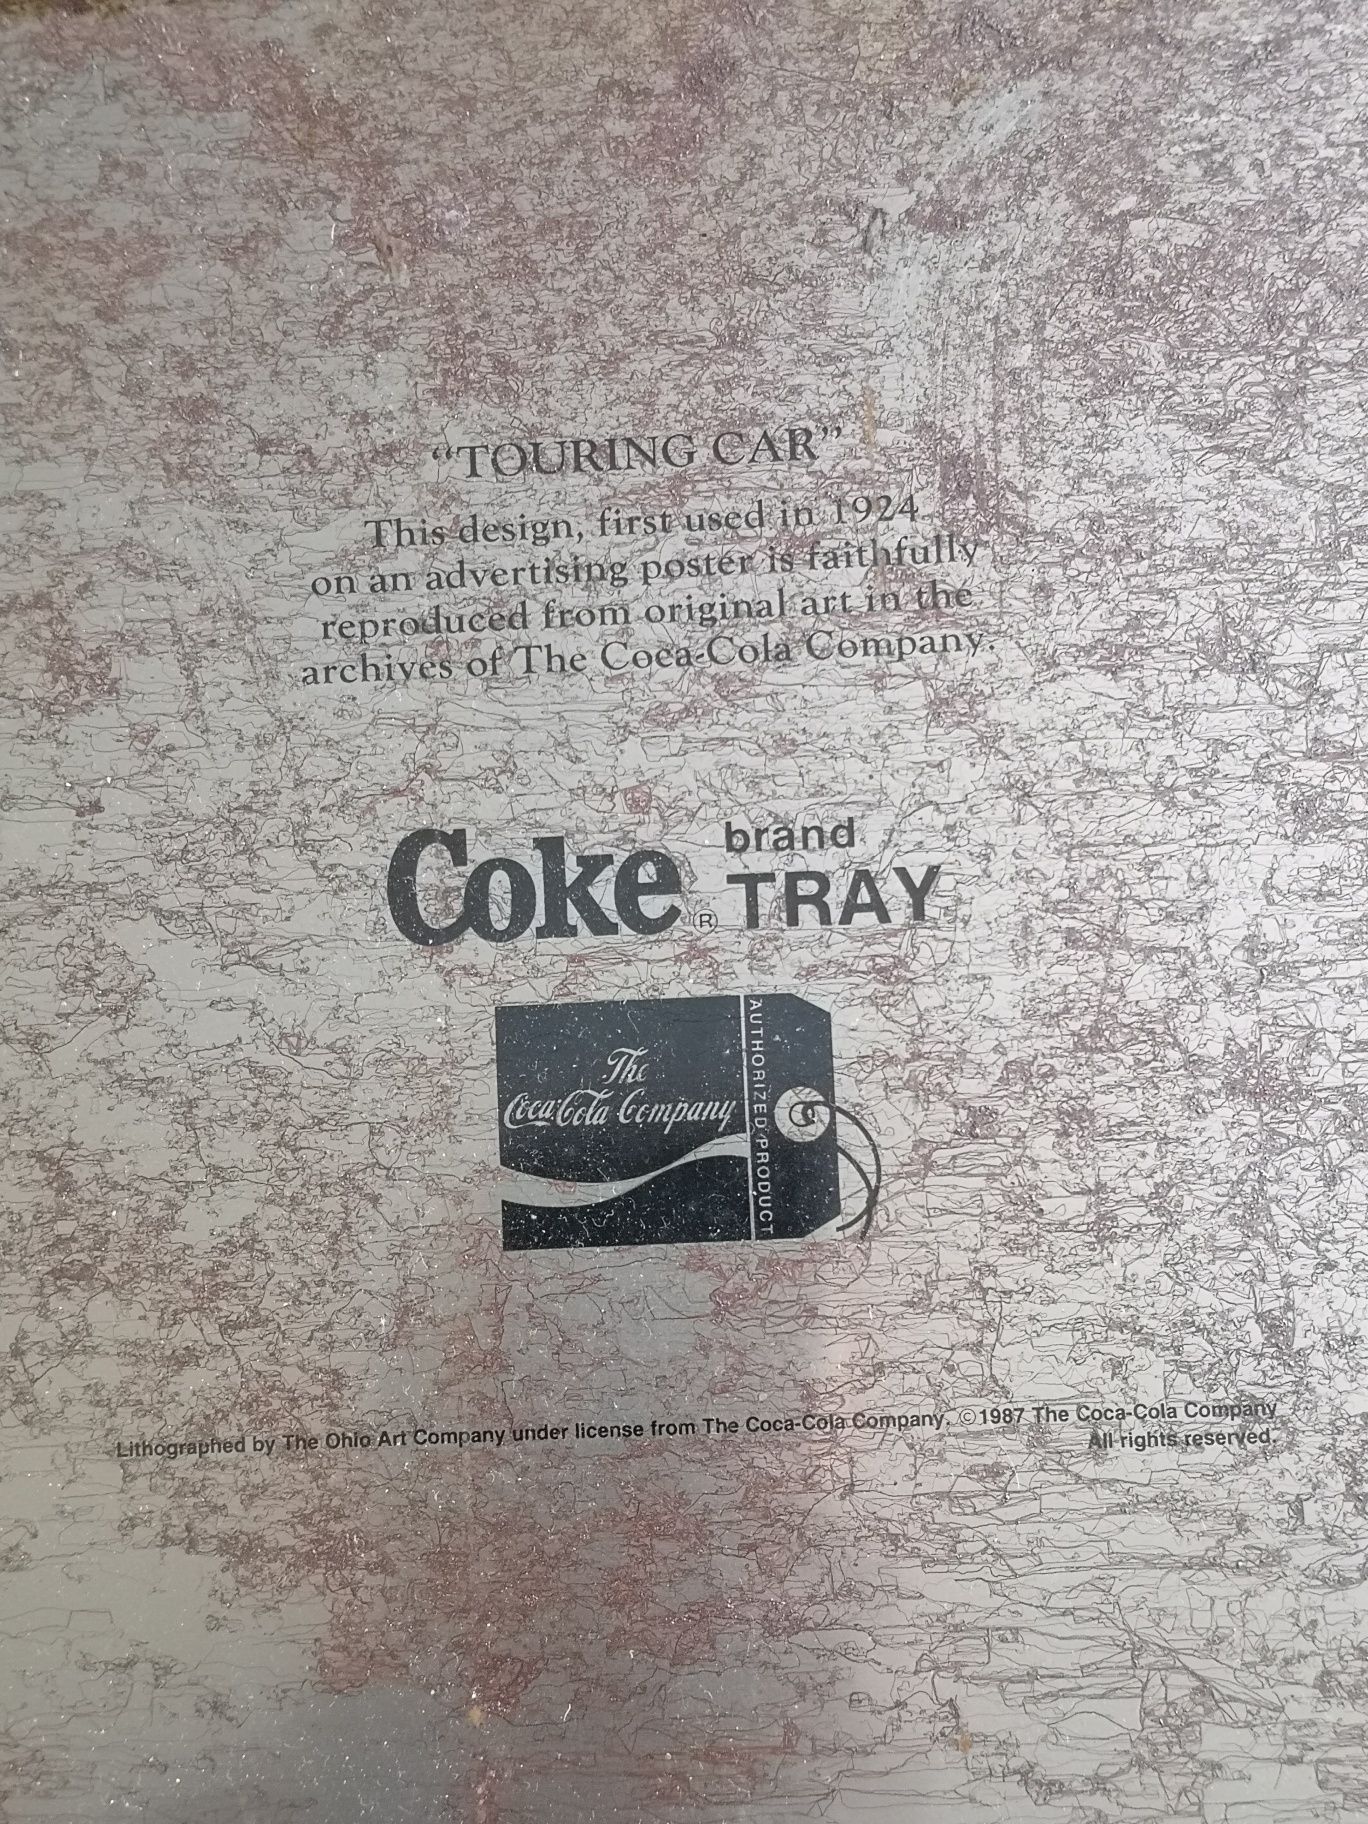 “TOURING CAR”
This design, first used in 1924
on an advertising poster is faithfully
reproduced from original art in the
archives of The Coca-Cola Company.
Coke® brand
TRAY
The
Coca-Cola Company
AUTHORIZED PRODUCT
Lithographed by The Ohio Art Company under license from The Coca-Cola Company. ©1987 The Coca-Cola Company
All rights reserved.